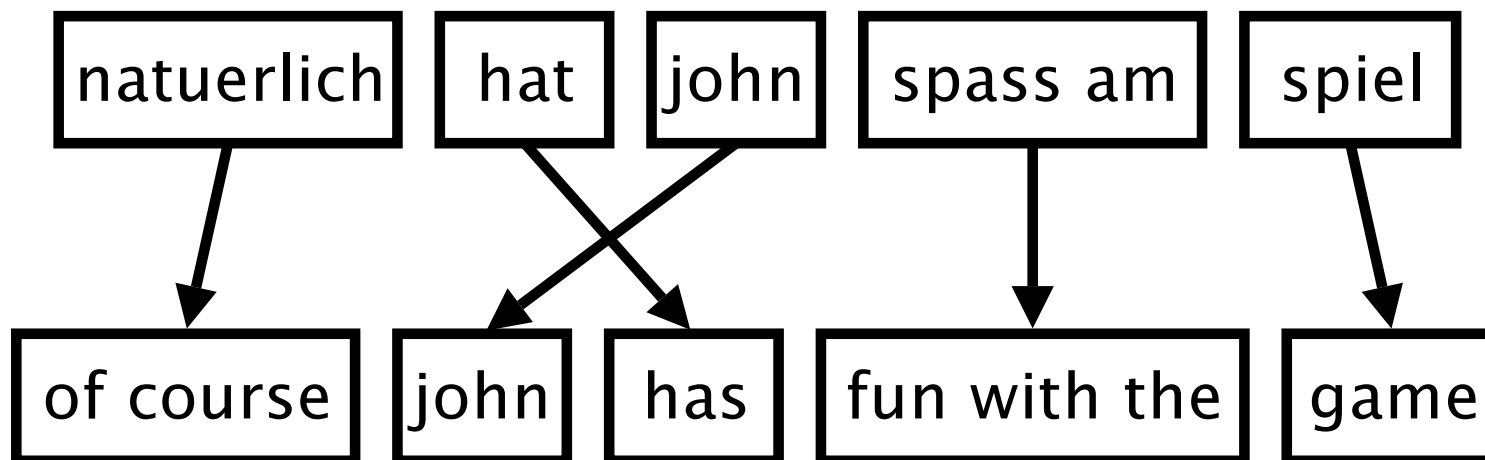 natuerlich hat john spass am spiel
of course john has fun with the game